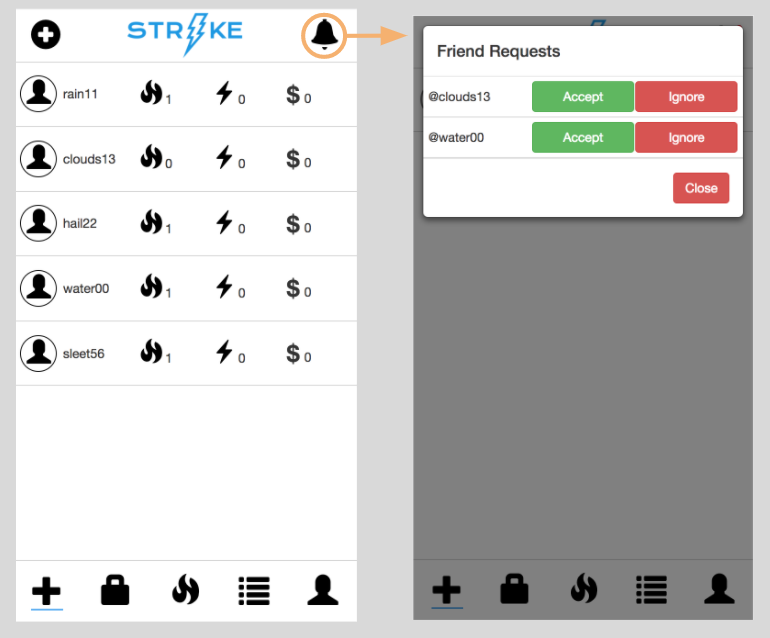 STRIKE
rain11 1 0 $ 0
clouds13 0 0 $ 0
hail22 1 0 $ 0
water00 1 0 $ 0
sleet56 1 0 $ 0
Friend Requests
@clouds13 Accept Ignore
@water00 Accept Ignore
Close